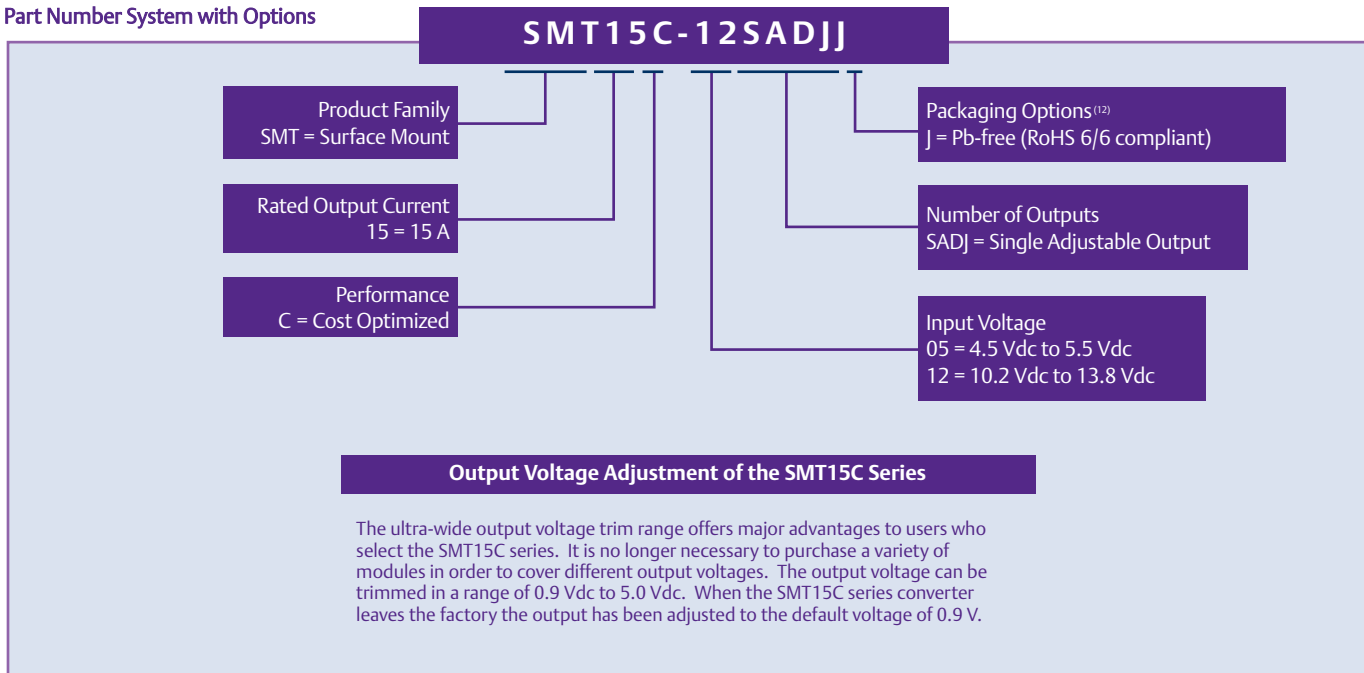 Part Number System with Options
SMT15C-12SADJJ
Product Family
SMT = Surface Mount
Rated Output Current
15 = 15 A
Performance
C = Cost Optimized
Packaging Options(12)
J = Pb-free (RoHS 6/6 compliant)
Number of Outputs
SADJ = Single Adjustable Output
Input Voltage
05 = 4.5 Vdc to 5.5 Vdc
12 = 10.2 Vdc to 13.8 Vdc
Output Voltage Adjustment of the SMT15C Series
The ultra-wide output voltage trim range offers major advantages to users who
select the SMT15C series. It is no longer necessary to purchase a variety of
modules in order to cover different output voltages. The output voltage can be
trimmed in a range of 0.9 Vdc to 5.0 Vdc. When the SMT15C series converter
leaves the factory the output has been adjusted to the default voltage of 0.9 V.